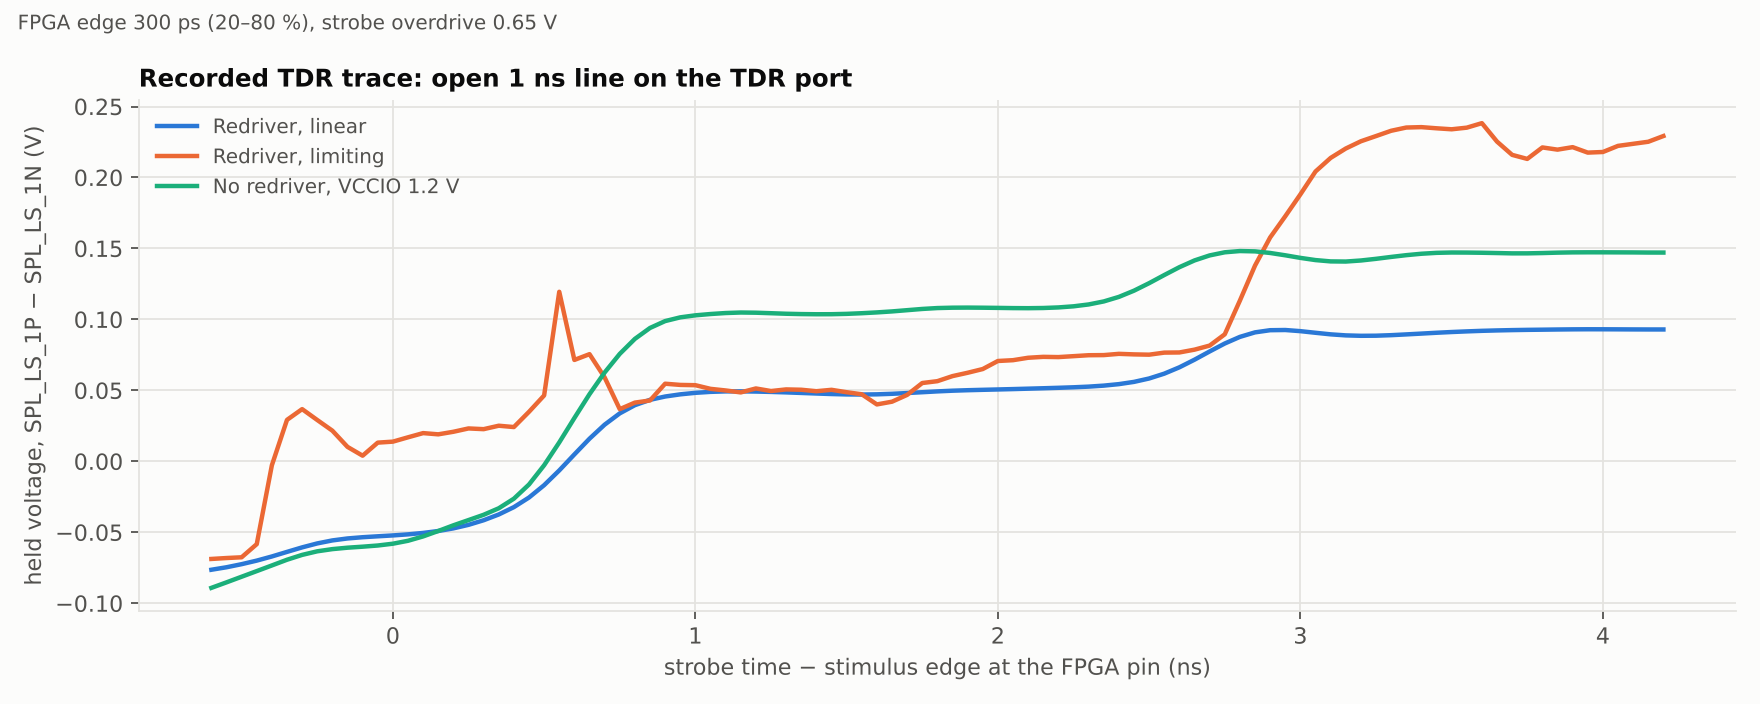 FPGA edge 300 ps (20–80 %), strobe overdrive 0.65 V
Recorded TDR trace: open 1 ns line on the TDR port
held voltage, SPL_LS_1P − SPL_LS_1N (V)
0.25
0.20
0.15
0.10
0.05
0.00
−0.05
−0.10
Redriver, linear
Redriver, limiting
No redriver, VCCIO 1.2 V
0
1
2
3
4
strobe time − stimulus edge at the FPGA pin (ns)